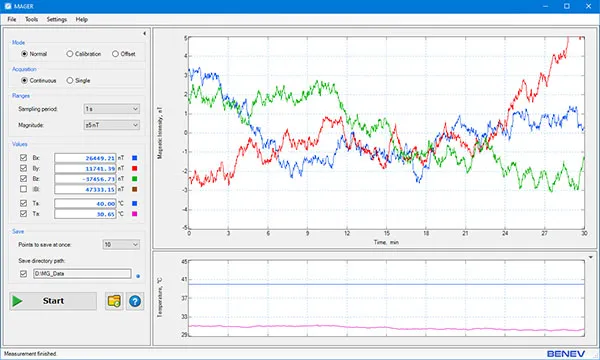 MAGER
File Tools Settings Help
Mode
Normal Calibration Offset
Acquisition
Continuous Single
Ranges
Sampling period: 1 s
Magnitude: ±5 nT
Values
Bx: 26449.21 nT
By: 11741.39 nT
Bz: -37456.73 nT
|B|: 47333.15 nT
Ts: 40.00 °C
Te: 30.65 °C
Save
Points to save at once: 10
Save directory path:
D:\MG_Data
Start
Magnetic Intensity, nT
5
4
3
2
1
0
-1
-2
-3
-4
-5
0 3 6 9 12 15 18 21 24 27 30
Time, min
Temperature, °C
45
41
37
33
29
Measurement finished.
BENEV